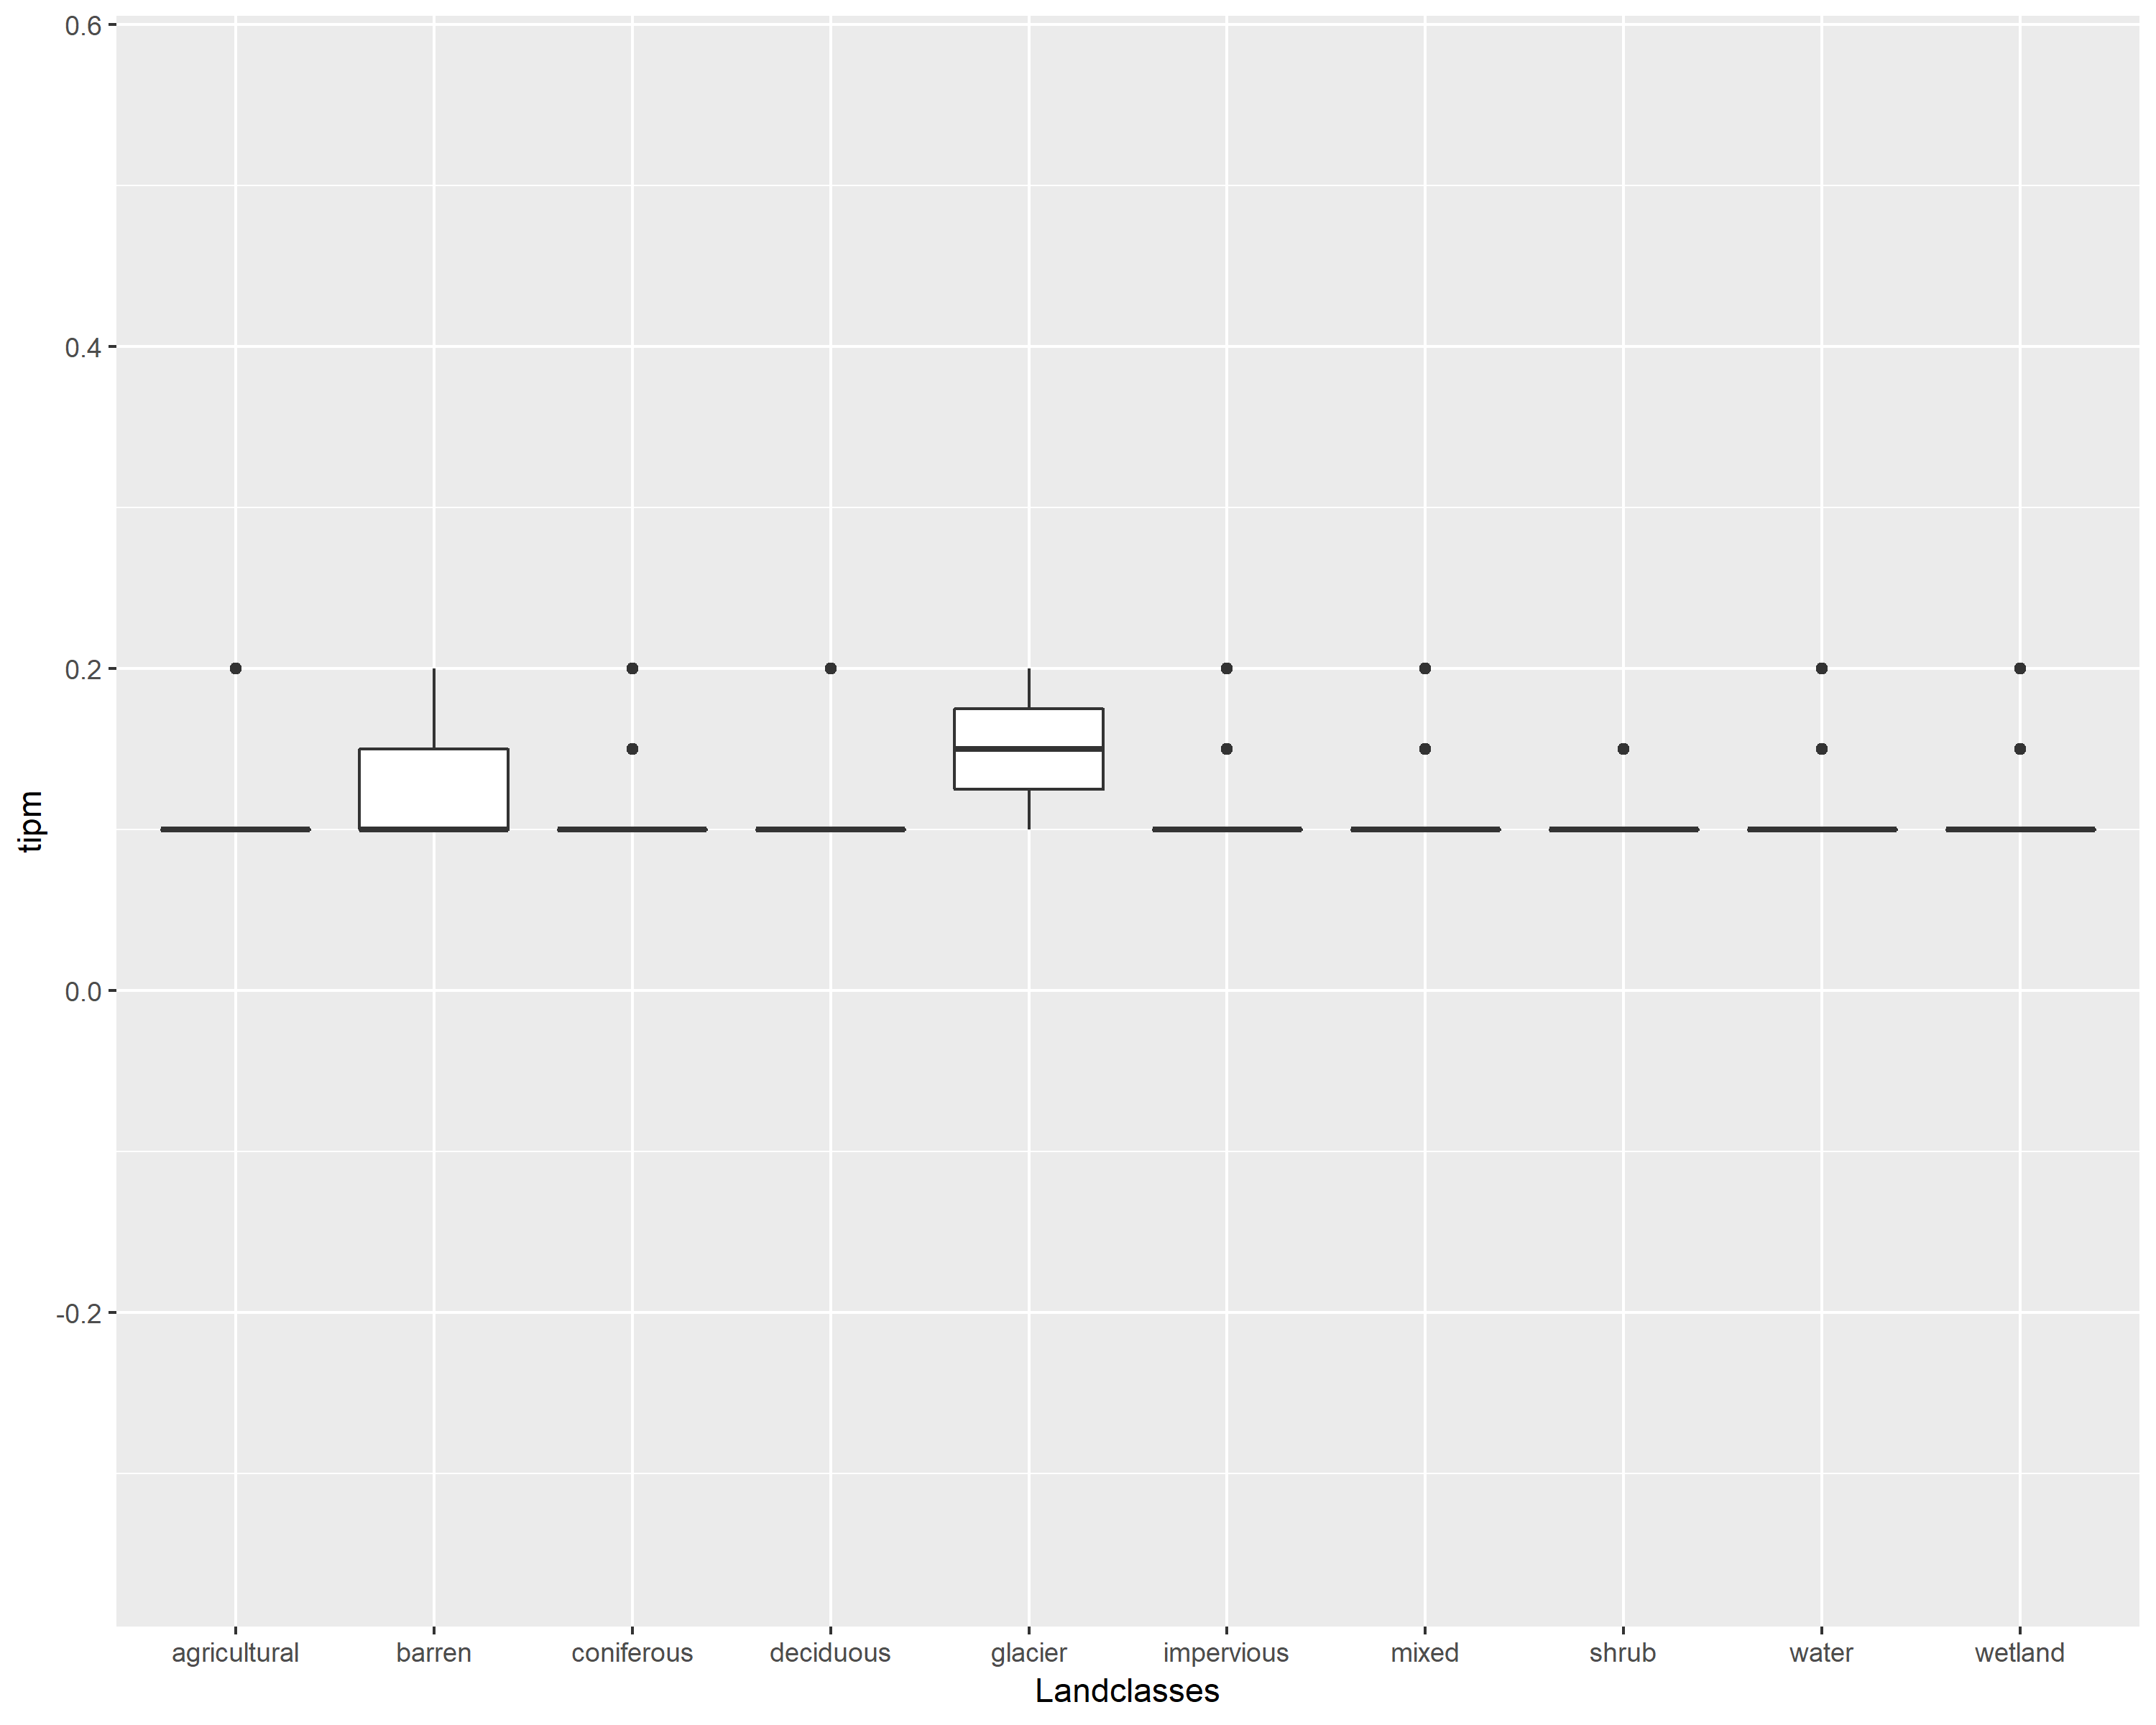 0.6
0.4
0.2
0.0
-0.2
tipm
agricultural barren coniferous deciduous glacier impervious mixed shrub water wetland
Landclasses